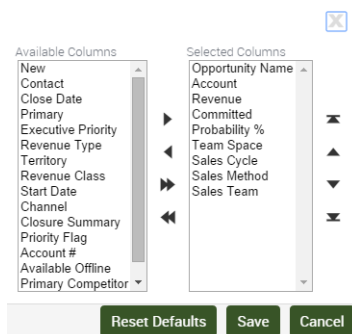 Available Columns
New
Contact
Close Date
Primary
Executive Priority
Revenue Type
Territory
Revenue Class
Start Date
Channel
Closure Summary
Priority Flag
Account #
Available Offline
Primary Competitor
Selected Columns
Opportunity Name
Account
Revenue
Committed
Probability %
Team Space
Sales Cycle
Sales Method
Sales Team
Reset Defaults
Save
Cancel